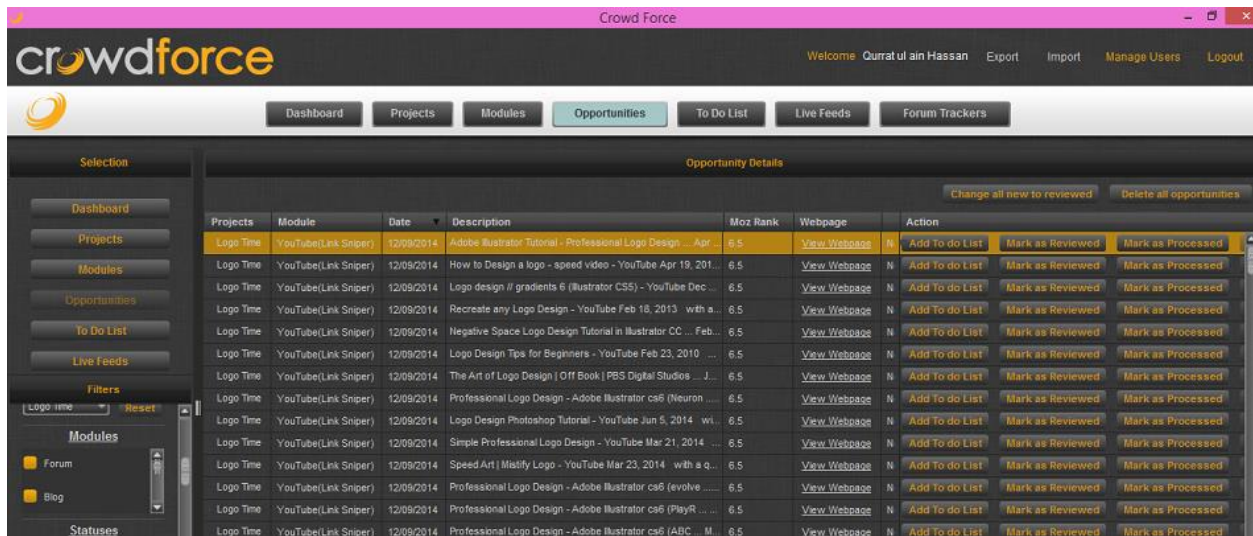 Crowd Force
crowdforce
Welcome Qurrat ul ain Hassan Export Import Manage Users Logout
Dashboard Projects Modules Opportunities To Do List Live Feeds Forum Trackers
Selection
Opportunity Details
Change all new to reviewed Delete all opportunities
Dashboard
Projects
Modules
Opportunities
To Do List
Live Feeds
Filters
Logo Time Reset
Modules
Forum
Blog
Statuses
Projects Module Date Description Moz Rank Webpage Action
Logo Time YouTube(Link Sniper) 12/09/2014 Adobe Illustrator Tutorial - Professional Logo Design ... Apr ... 6.5 View Webpage N Add To do List Mark as Reviewed Mark as Processed
Logo Time YouTube(Link Sniper) 12/09/2014 How to Design a logo - speed video - YouTube Apr 19, 201... 6.5 View Webpage N Add To do List Mark as Reviewed Mark as Processed
Logo Time YouTube(Link Sniper) 12/09/2014 Logo design // gradients 6 (Illustrator CS5) - YouTube Dec ... 6.5 View Webpage N Add To do List Mark as Reviewed Mark as Processed
Logo Time YouTube(Link Sniper) 12/09/2014 Recreate any Logo Design - YouTube Feb 18, 2013 with a... 6.5 View Webpage N Add To do List Mark as Reviewed Mark as Processed
Logo Time YouTube(Link Sniper) 12/09/2014 Negative Space Logo Design Tutorial in Illustrator CC ... Feb... 6.5 View Webpage N Add To do List Mark as Reviewed Mark as Processed
Logo Time YouTube(Link Sniper) 12/09/2014 Logo Design Tips for Beginners - YouTube Feb 23, 2010 ... 6.5 View Webpage N Add To do List Mark as Reviewed Mark as Processed
Logo Time YouTube(Link Sniper) 12/09/2014 The Art of Logo Design | Off Book | PBS Digital Studios ... J... 6.5 View Webpage N Add To do List Mark as Reviewed Mark as Processed
Logo Time YouTube(Link Sniper) 12/09/2014 Professional Logo Design - Adobe Illustrator cs6 (Neuron ... 6.5 View Webpage N Add To do List Mark as Reviewed Mark as Processed
Logo Time YouTube(Link Sniper) 12/09/2014 Logo Design Photoshop Tutorial - YouTube Jun 5, 2014 wi... 6.5 View Webpage N Add To do List Mark as Reviewed Mark as Processed
Logo Time YouTube(Link Sniper) 12/09/2014 Simple Professional Logo Design - YouTube Mar 21, 2014 ... 6.5 View Webpage N Add To do List Mark as Reviewed Mark as Processed
Logo Time YouTube(Link Sniper) 12/09/2014 Speed Art | Mistify Logo - YouTube Mar 23, 2014 with a q... 6.5 View Webpage N Add To do List Mark as Reviewed Mark as Processed
Logo Time YouTube(Link Sniper) 12/09/2014 Professional Logo Design - Adobe Illustrator cs6 (evolve ... 6.5 View Webpage N Add To do List Mark as Reviewed Mark as Processed
Logo Time YouTube(Link Sniper) 12/09/2014 Professional Logo Design - Adobe Illustrator cs6 (PlayR ... 6.5 View Webpage N Add To do List Mark as Reviewed Mark as Processed
Logo Time YouTube(Link Sniper) 12/09/2014 Professional Logo Design - Adobe Illustrator cs6 (ABC ... M... 6.5 View Webpage N Add To do List Mark as Reviewed Mark as Processed